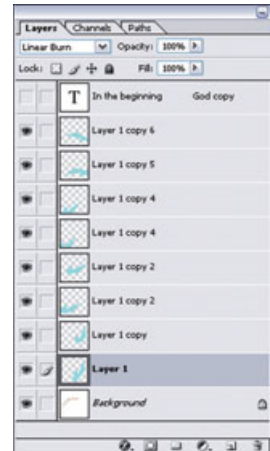 Layers Channels Paths
Linear Burn Opacity: 100%
Lock: Fill: 100%
T In the beginning God copy
Layer 1 copy 6
Layer 1 copy 5
Layer 1 copy 4
Layer 1 copy 4
Layer 1 copy 2
Layer 1 copy 2
Layer 1 copy
Layer 1
Background